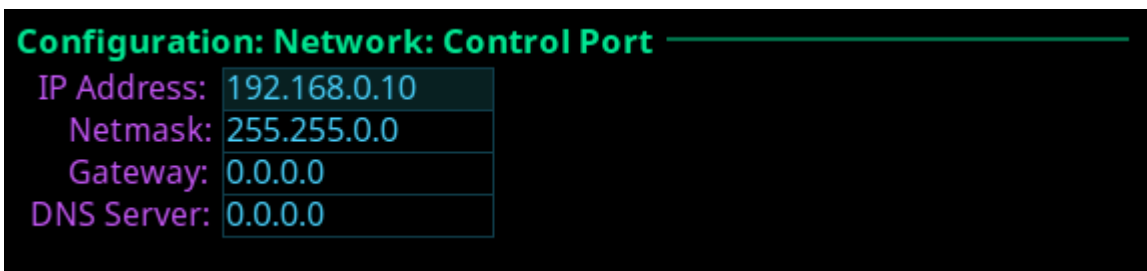 Configuration: Network: Control Port
IP Address: 192.168.0.10
Netmask: 255.255.0.0
Gateway: 0.0.0.0
DNS Server: 0.0.0.0